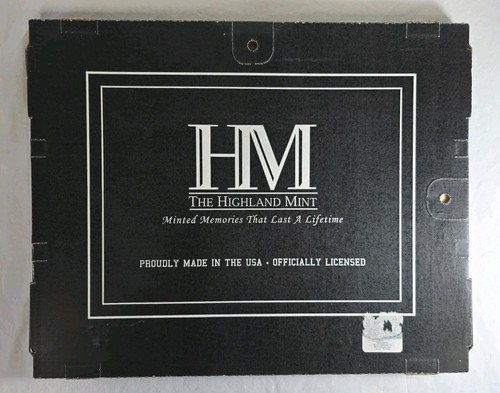 HM
THE HIGHLAND MINT
Minted Memories That Last A Lifetime
PROUDLY MADE IN THE USA • OFFICIALLY LICENSED